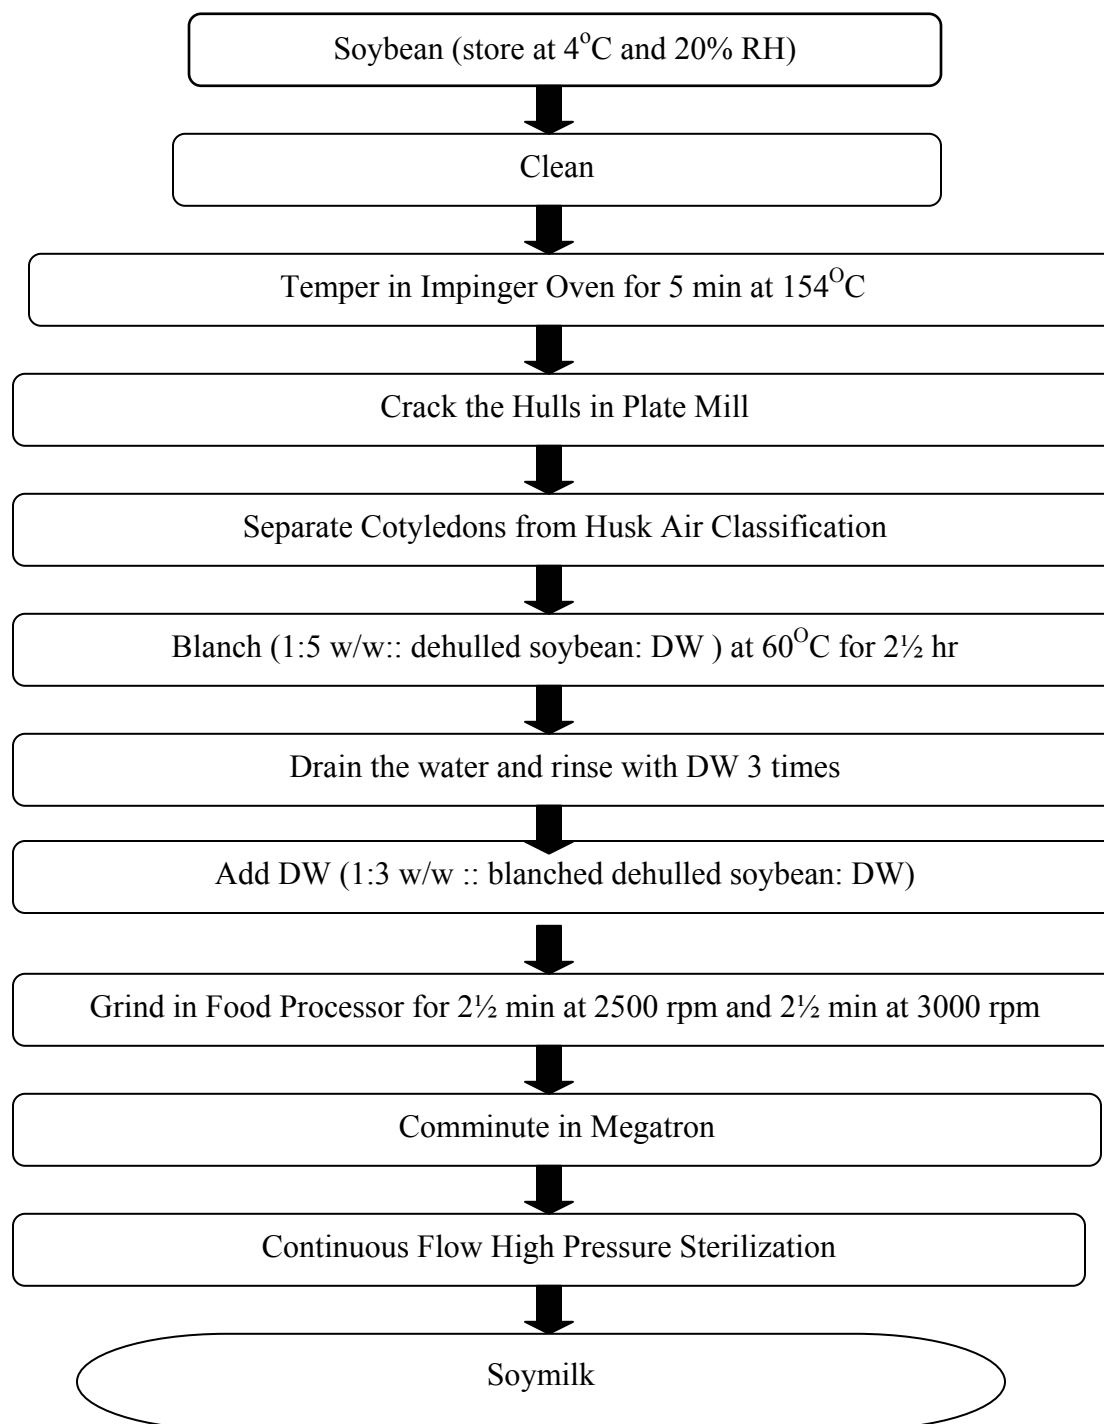 Soybean (store at 4°C and 20% RH)
Clean
Temper in Impinger Oven for 5 min at 154°C
Crack the Hulls in Plate Mill
Separate Cotyledons from Husk Air Classification
Blanch (1:5 w/w:: dehulled soybean: DW ) at 60°C for 2½ hr
Drain the water and rinse with DW 3 times
Add DW (1:3 w/w :: blanched dehulled soybean: DW)
Grind in Food Processor for 2½ min at 2500 rpm and 2½ min at 3000 rpm
Comminute in Megatron
Continuous Flow High Pressure Sterilization
Soymilk